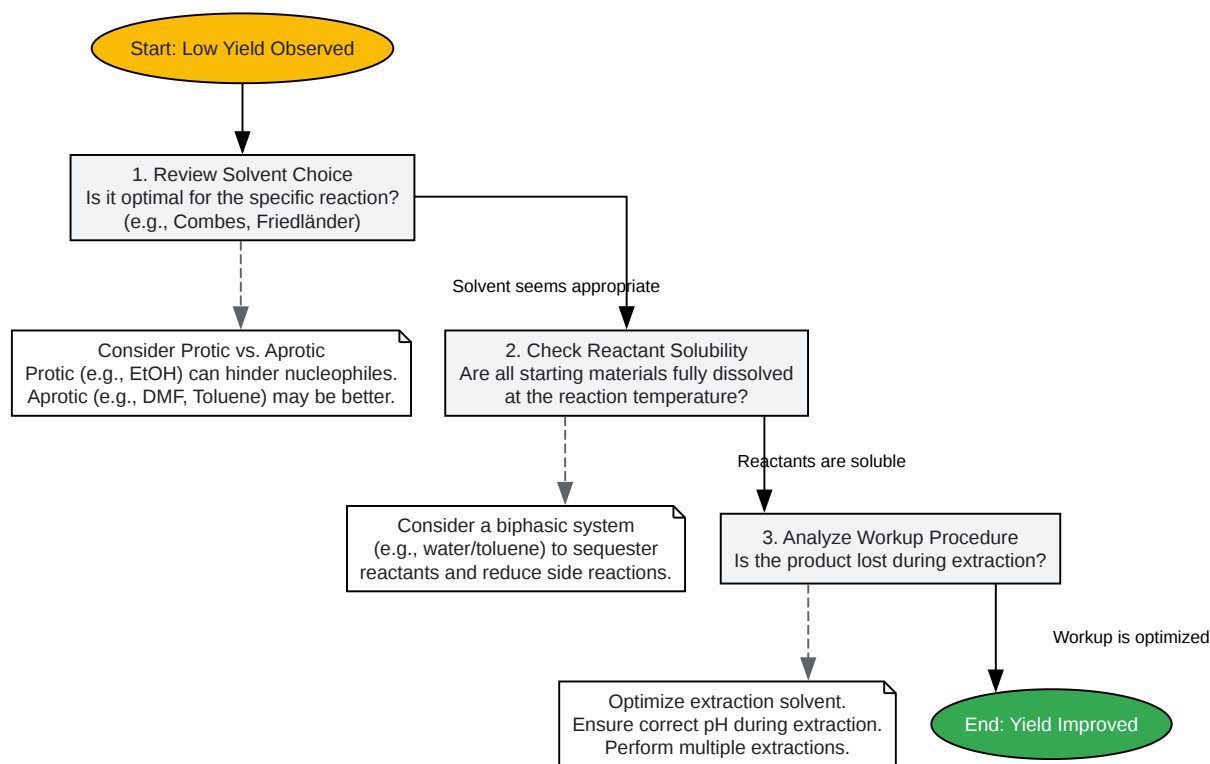 Start: Low Yield Observed
1. Review Solvent Choice
Is it optimal for the specific reaction?
(e.g., Combes, Friedländer)
Solvent seems appropriate
Consider Protic vs. Aprotic
Protic (e.g., EtOH) can hinder nucleophiles.
Aprotic (e.g., DMF, Toluene) may be better.
2. Check Reactant Solubility
Are all starting materials fully dissolved
at the reaction temperature?
Reactants are soluble
Consider a biphasic system
(e.g., water/toluene) to sequester
reactants and reduce side reactions.
3. Analyze Workup Procedure
Is the product lost during extraction?
Workup is optimized
Optimize extraction solvent.
Ensure correct pH during extraction.
Perform multiple extractions.
End: Yield Improved